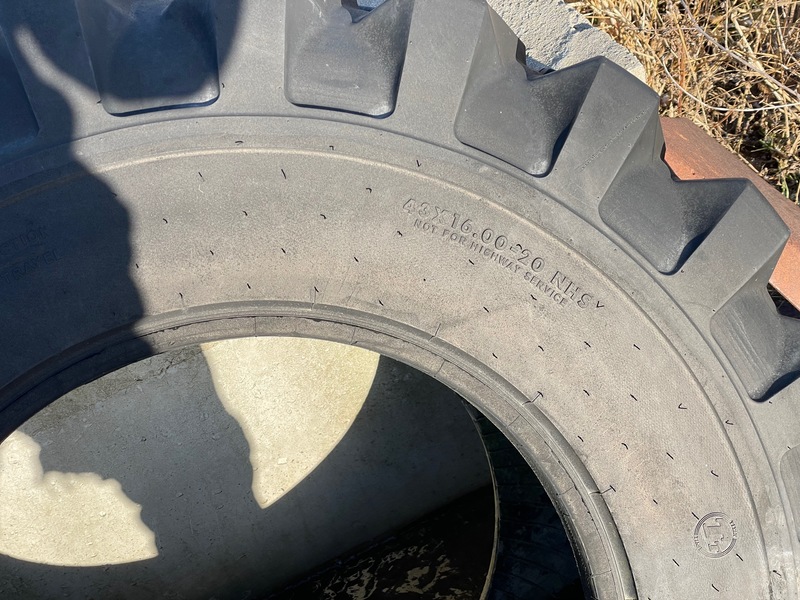 43X16.00-20 NHS
NOT FOR HIGHWAY SERVICE